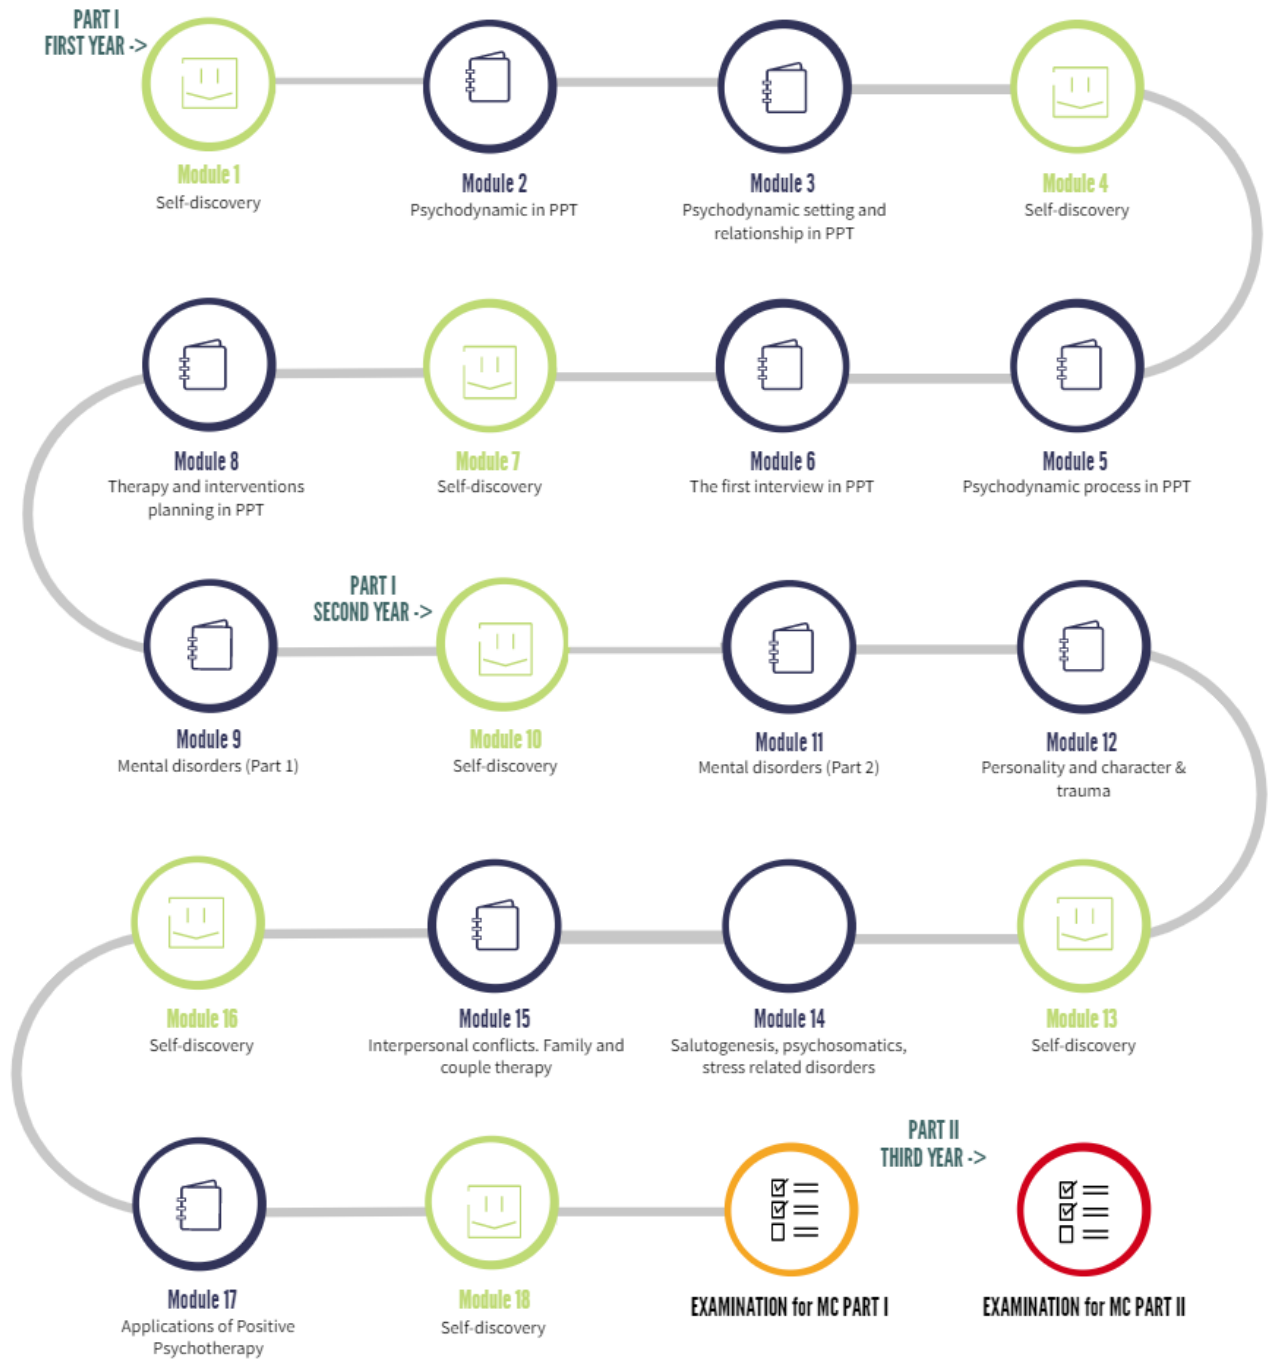 PART I
FIRST YEAR ->
Module 1
Self-discovery
Module 2
Psychodynamic in PPT
Module 3
Psychodynamic setting and
relationship in PPT
Module 4
Self-discovery
Module 8
Therapy and interventions
planning in PPT
Module 7
Self-discovery
Module 6
The first interview in PPT
Module 5
Psychodynamic process in PPT
PART I
SECOND YEAR ->
Module 9
Mental disorders (Part 1)
Module 10
Self-discovery
Module 11
Mental disorders (Part 2)
Module 12
Personality and character &
trauma
Module 16
Self-discovery
Module 15
Interpersonal conflicts. Family and
couple therapy
Module 14
Salutogenesis, psychosomatics,
stress related disorders
Module 13
Self-discovery
PART II
THIRD YEAR ->
Module 17
Applications of Positive
Psychotherapy
Module 18
Self-discovery
EXAMINATION for MC PART I
EXAMINATION for MC PART II